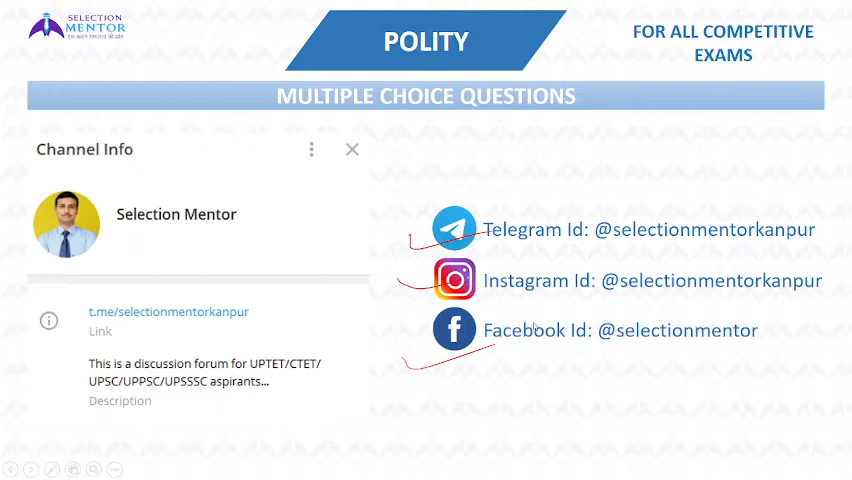 SELECTION
MENTOR
POLITY
FOR ALL COMPETITIVE
EXAMS
MULTIPLE CHOICE QUESTIONS
Channel Info
Selection Mentor
t.me/selectionmentorkanpur
Link
This is a discussion forum for UPTET/CTET/
UPSC/UPPSC/UPSSSC aspirants...
Description
Telegram Id: @selectionmentorkanpur
Instagram Id: @selectionmentorkanpur
Facebook Id: @selectionmentor